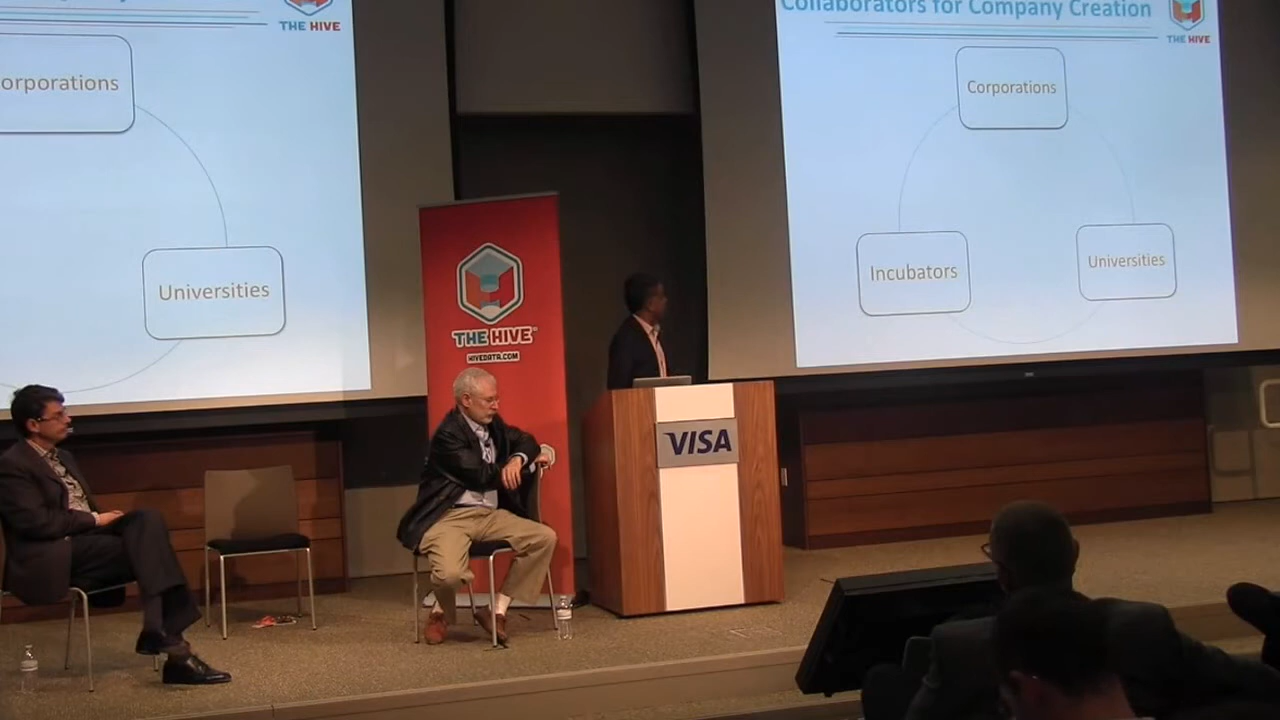 orporations
Universities
THE HIVE
THE HIVE
HIVEDATA.COM
VISA
Collaborators for Company Creation
THE HIVE
Corporations
Incubators
Universities